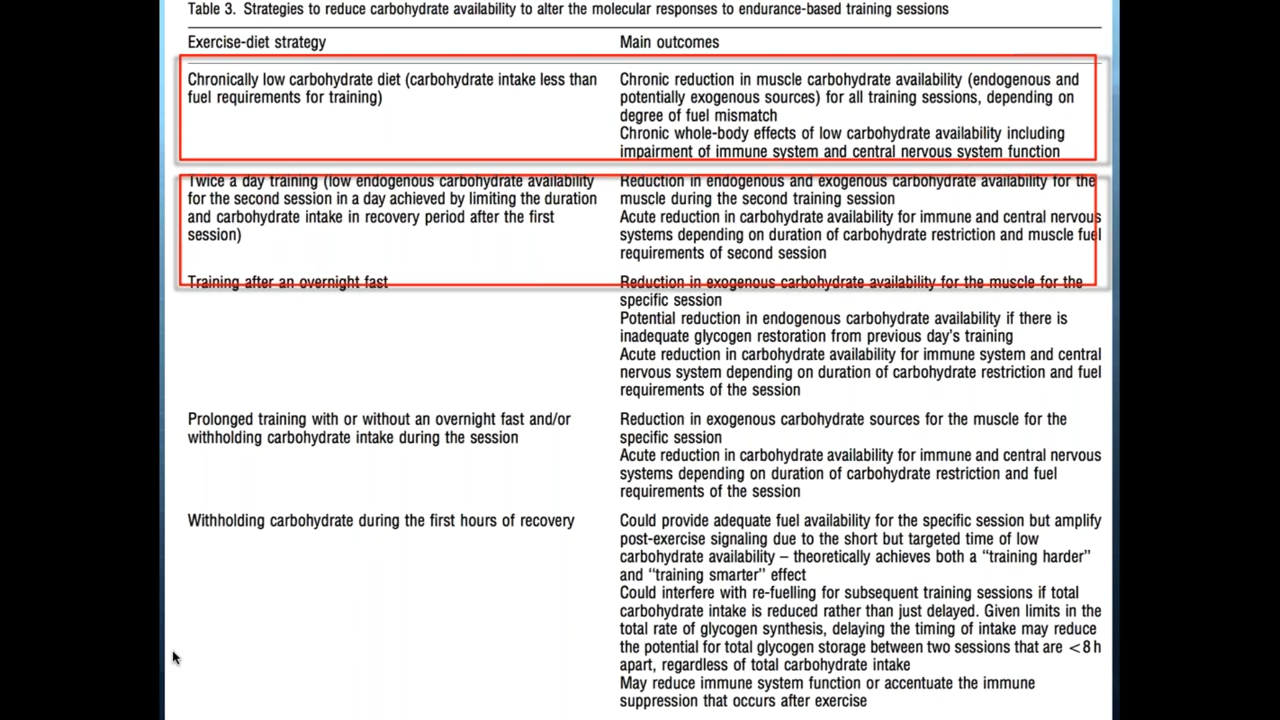 Table 3. Strategies to reduce carbohydrate availability to alter the molecular responses to endurance-based training sessions
Exercise-diet strategy
Main outcomes
Chronically low carbohydrate diet (carbohydrate intake less than
fuel requirements for training)
Chronic reduction in muscle carbohydrate availability (endogenous and
potentially exogenous sources) for all training sessions, depending on
degree of fuel mismatch
Chronic whole-body effects of low carbohydrate availability including
impairment of immune system and central nervous system function
Twice a day training (low endogenous carbohydrate availability
for the second session in a day achieved by limiting the duration
and carbohydrate intake in recovery period after the first
session)
Reduction in endogenous and exogenous carbohydrate availability for the
muscle during the second training session
Acute reduction in carbohydrate availability for immune and central nervous
systems depending on duration of carbohydrate restriction and muscle fuel
requirements of second session
Training after an overnight fast
Reduction in exogenous carbohydrate availability for the muscle for the
specific session
Potential reduction in endogenous carbohydrate availability if there is
inadequate glycogen restoration from previous day's training
Acute reduction in carbohydrate availability for immune system and central
nervous system depending on duration of carbohydrate restriction and fuel
requirements of the session
Prolonged training with or without an overnight fast and/or
withholding carbohydrate intake during the session
Reduction in exogenous carbohydrate sources for the muscle for the
specific session
Acute reduction in carbohydrate availability for immune and central nervous
systems depending on duration of carbohydrate restriction and fuel
requirements of the session
Withholding carbohydrate during the first hours of recovery
Could provide adequate fuel availability for the specific session but amplify
post-exercise signaling due to the short but targeted time of low
carbohydrate availability – theoretically achieves both a "training harder"
and "training smarter" effect
Could interfere with re-fuelling for subsequent training sessions if total
carbohydrate intake is reduced rather than just delayed. Given limits in the
total rate of glycogen synthesis, delaying the timing of intake may reduce
the potential for total glycogen storage between two sessions that are <8 h
apart, regardless of total carbohydrate intake
May reduce immune system function or accentuate the immune
suppression that occurs after exercise